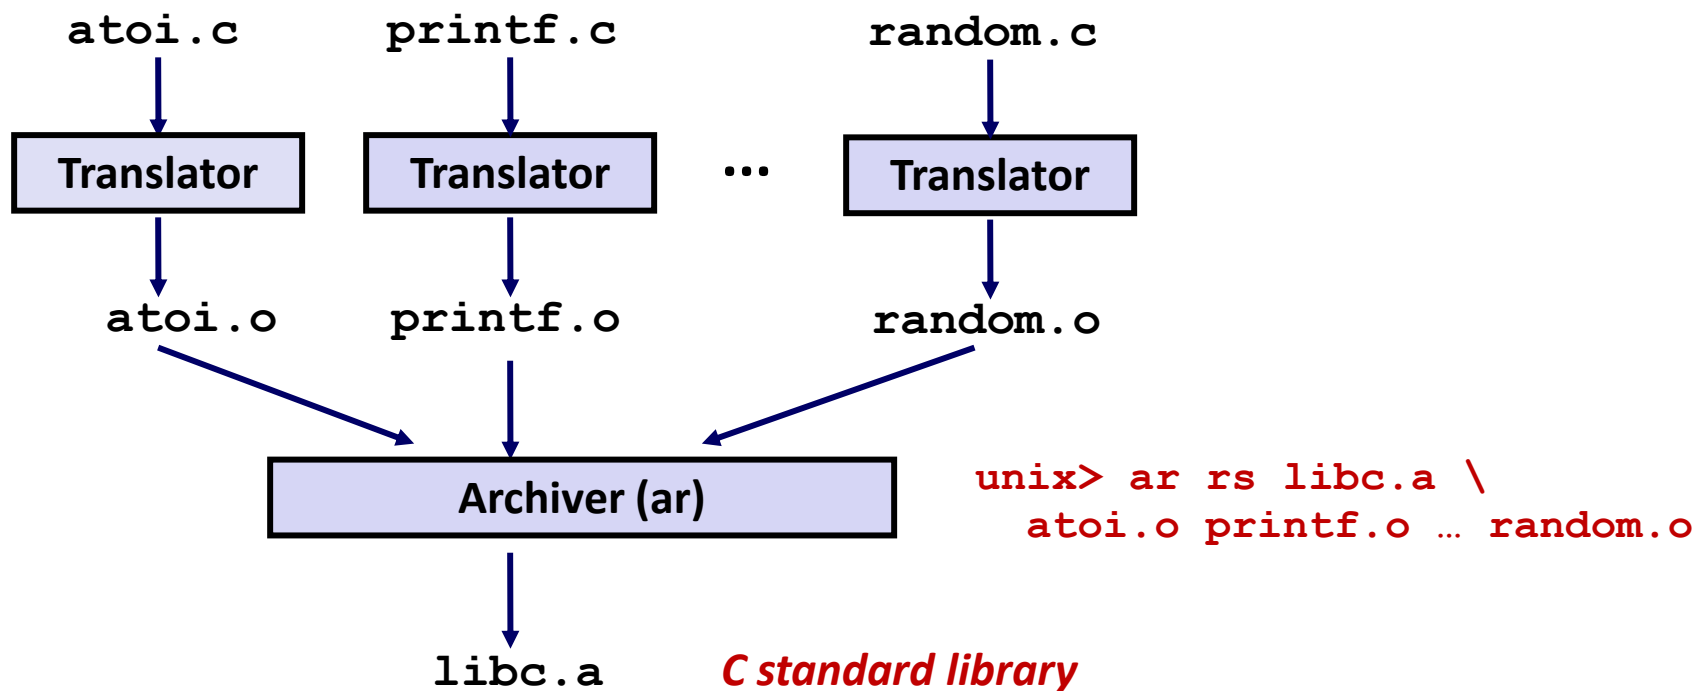 atoi.c printf.c random.c
Translator Translator ... Translator
atoi.o printf.o random.o
Archiver (ar)
unix> ar rs libc.a \
atoi.o printf.o … random.o
libc.a C standard library